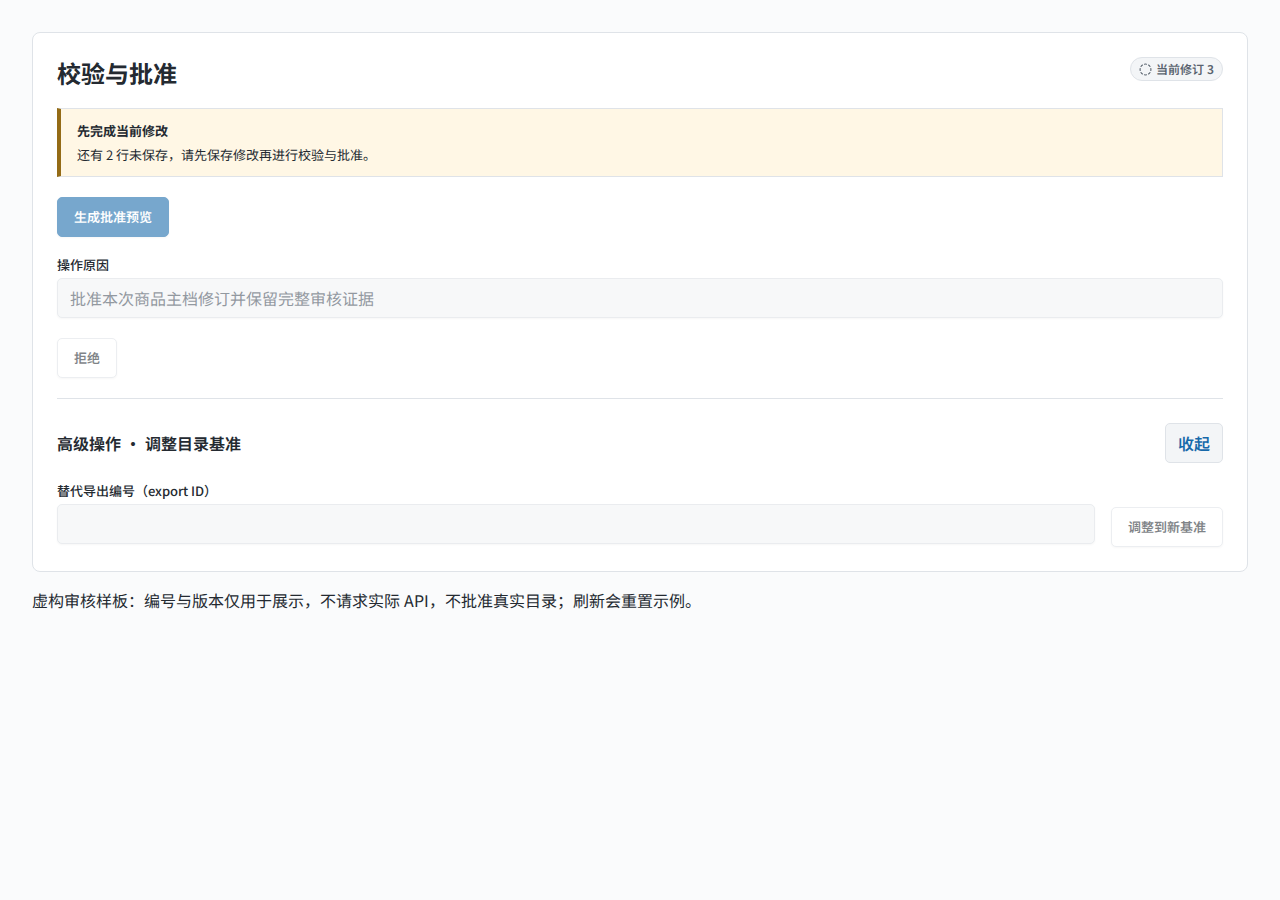 校验与批准
当前修订 3
先完成当前修改
还有 2 行未保存，请先保存修改再进行校验与批准。
生成批准预览
操作原因
批准本次商品主档修订并保留完整审核证据
拒绝
高级操作 · 调整目录基准
收起
替代导出编号（export ID）
调整到新基准
虚构审核样板：编号与版本仅用于展示，不请求实际 API，不批准真实目录；刷新会重置示例。